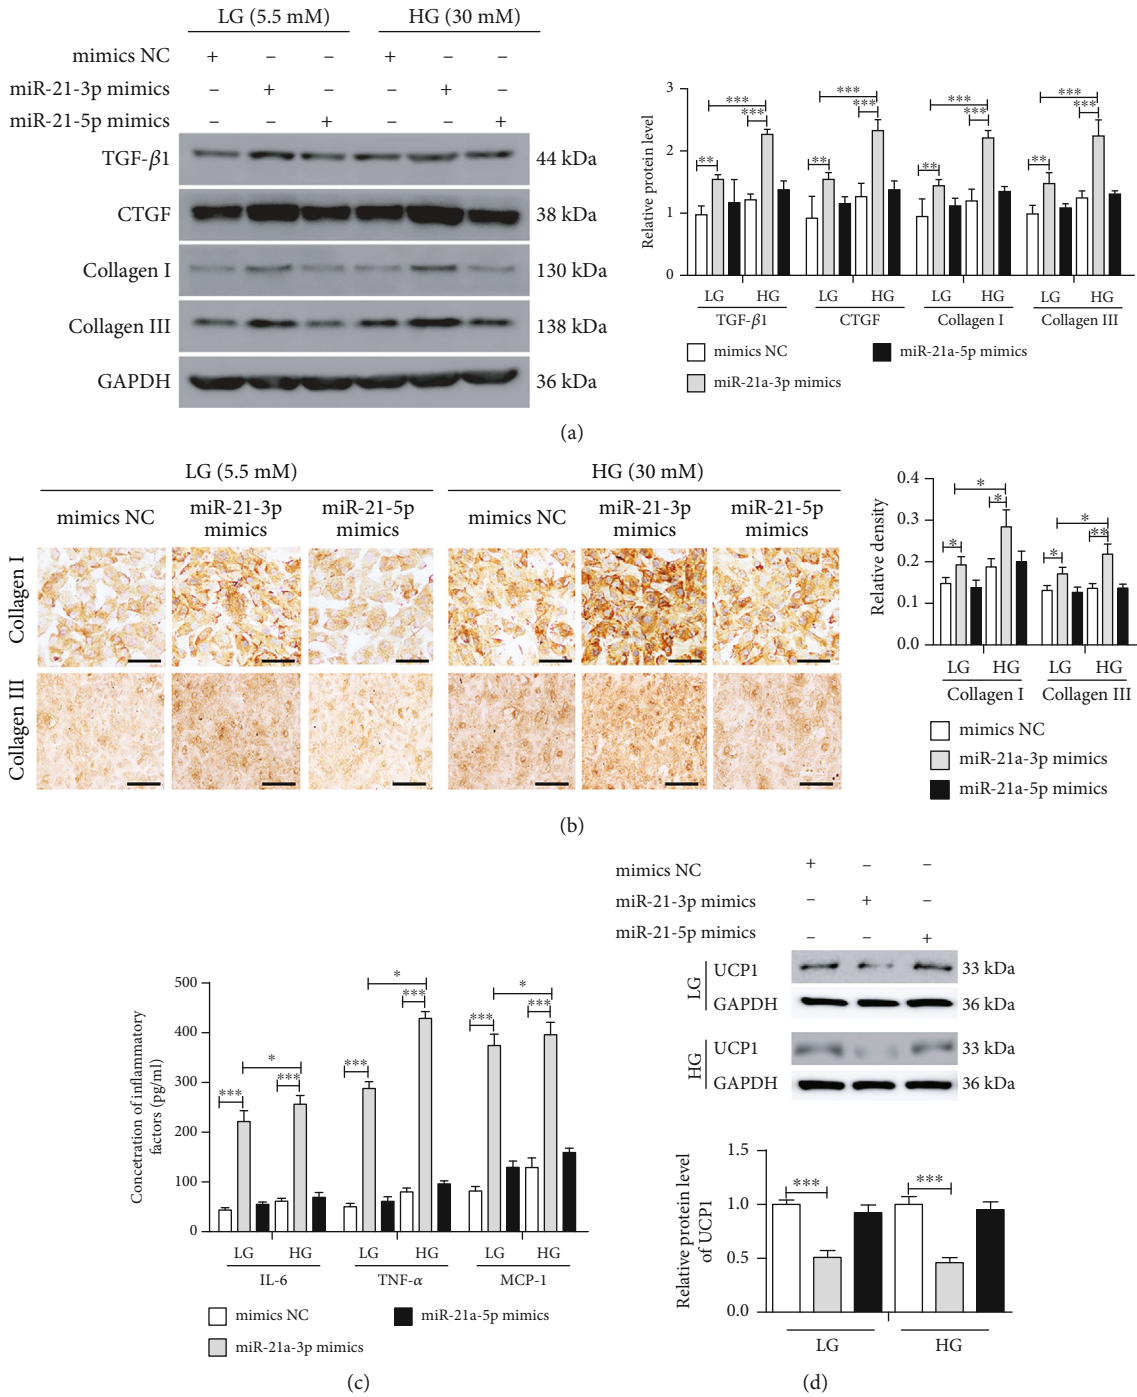 LG (5.5 mM) HG (30 mM)
mimics NC + – – + – –
miR-21-3p mimics – + – – + –
miR-21-5p mimics – – + – – +
TGF-β1 44 kDa
CTGF 38 kDa
Collagen I 130 kDa
Collagen III 138 kDa
GAPDH 36 kDa
Relative protein level
3
2
1
0
** *** *** ** *** *** ** *** *** ** *** ***
LG HG LG HG LG HG LG HG
TGF-β1 CTGF Collagen I Collagen III
mimics NC miR-21a-5p mimics
miR-21a-3p mimics
(a)
LG (5.5 mM) HG (30 mM)
mimics NC miR-21-3p mimics miR-21-5p mimics mimics NC miR-21-3p mimics miR-21-5p mimics
Collagen I
Collagen III
Relative density
0.4
0.3
0.2
0.1
0.0
* * * * ** *
LG HG LG HG
Collagen I Collagen III
mimics NC
miR-21a-3p mimics
miR-21a-5p mimics
(b)
Concetration of inflammatory
factors (pg/ml)
500
400
300
200
100
0
*** *** * *** *** * *** *** *
LG HG LG HG LG HG
IL-6 TNF-α MCP-1
mimics NC miR-21a-5p mimics
miR-21a-3p mimics
(c)
mimics NC + – –
miR-21-3p mimics – + –
miR-21-5p mimics – – +
LG
UCP1 33 kDa
GAPDH 36 kDa
HG
UCP1 33 kDa
GAPDH 36 kDa
Relative protein level
of UCP1
1.5
1.0
0.5
0.0
*** ***
LG HG
(d)